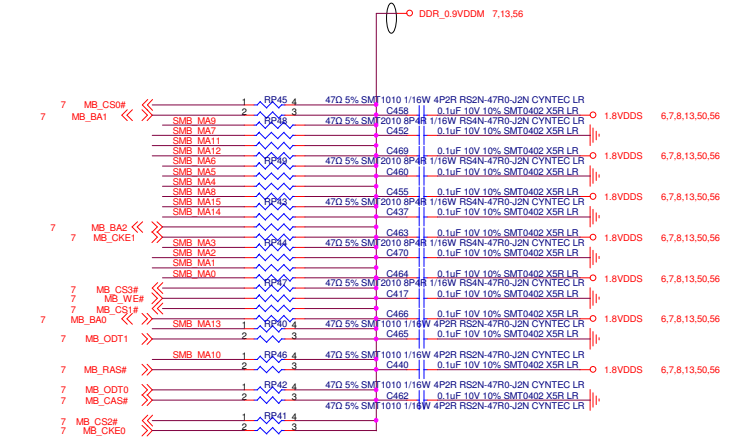 DDR_0.9VDDM 7,13,56
7 MB_CS0# 1 RP45 4 47Ω 5% SMT1010 1/16W 4P2R RS2N-47R0-J2N CYNTEC LR
7 MB_BA1 2 3 C458 0.1uF 10V 10% SMT0402 X5R LR 1.8VDDS 6,7,8,13,50,56
SMB_MA9 RP48 47Ω 5% SMT2010 8P4R 1/16W RS4N-47R0-J2N CYNTEC LR
SMB_MA7 C452 0.1uF 10V 10% SMT0402 X5R LR
SMB_MA11
SMB_MA12 C469 0.1uF 10V 10% SMT0402 X5R LR 1.8VDDS 6,7,8,13,50,56
SMB_MA6 RP49 47Ω 5% SMT2010 8P4R 1/16W RS4N-47R0-J2N CYNTEC LR
SMB_MA5 C460 0.1uF 10V 10% SMT0402 X5R LR
SMB_MA4
SMB_MA8 C455 0.1uF 10V 10% SMT0402 X5R LR 1.8VDDS 6,7,8,13,50,56
SMB_MA15 RP43 47Ω 5% SMT2010 8P4R 1/16W RS4N-47R0-J2N CYNTEC LR
SMB_MA14 C437 0.1uF 10V 10% SMT0402 X5R LR
7 MB_BA2
7 MB_CKE1 C463 0.1uF 10V 10% SMT0402 X5R LR 1.8VDDS 6,7,8,13,50,56
SMB_MA3 RP44 47Ω 5% SMT2010 8P4R 1/16W RS4N-47R0-J2N CYNTEC LR
SMB_MA2 C470 0.1uF 10V 10% SMT0402 X5R LR
SMB_MA1
SMB_MA0 C464 0.1uF 10V 10% SMT0402 X5R LR 1.8VDDS 6,7,8,13,50,56
RP47 47Ω 5% SMT2010 8P4R 1/16W RS4N-47R0-J2N CYNTEC LR
7 MB_CS3#
7 MB_WE# C417 0.1uF 10V 10% SMT0402 X5R LR
7 MB_CS1#
7 MB_BA0 C466 0.1uF 10V 10% SMT0402 X5R LR 1.8VDDS 6,7,8,13,50,56
SMB_MA13 1 RP40 4 47Ω 5% SMT1010 1/16W 4P2R RS2N-47R0-J2N CYNTEC LR
7 MB_ODT1 2 3 C465 0.1uF 10V 10% SMT0402 X5R LR
SMB_MA10 1 RP46 4 47Ω 5% SMT1010 1/16W 4P2R RS2N-47R0-J2N CYNTEC LR
7 MB_RAS# 2 3 C440 0.1uF 10V 10% SMT0402 X5R LR 1.8VDDS 6,7,8,13,50,56
7 MB_ODT0 1 RP42 4 47Ω 5% SMT1010 1/16W 4P2R RS2N-47R0-J2N CYNTEC LR
7 MB_CAS# 2 3 C462 0.1uF 10V 10% SMT0402 X5R LR
47Ω 5% SMT1010 1/16W 4P2R RS2N-47R0-J2N CYNTEC LR
7 MB_CS2# 1 RP41 4
7 MB_CKE0 2 3